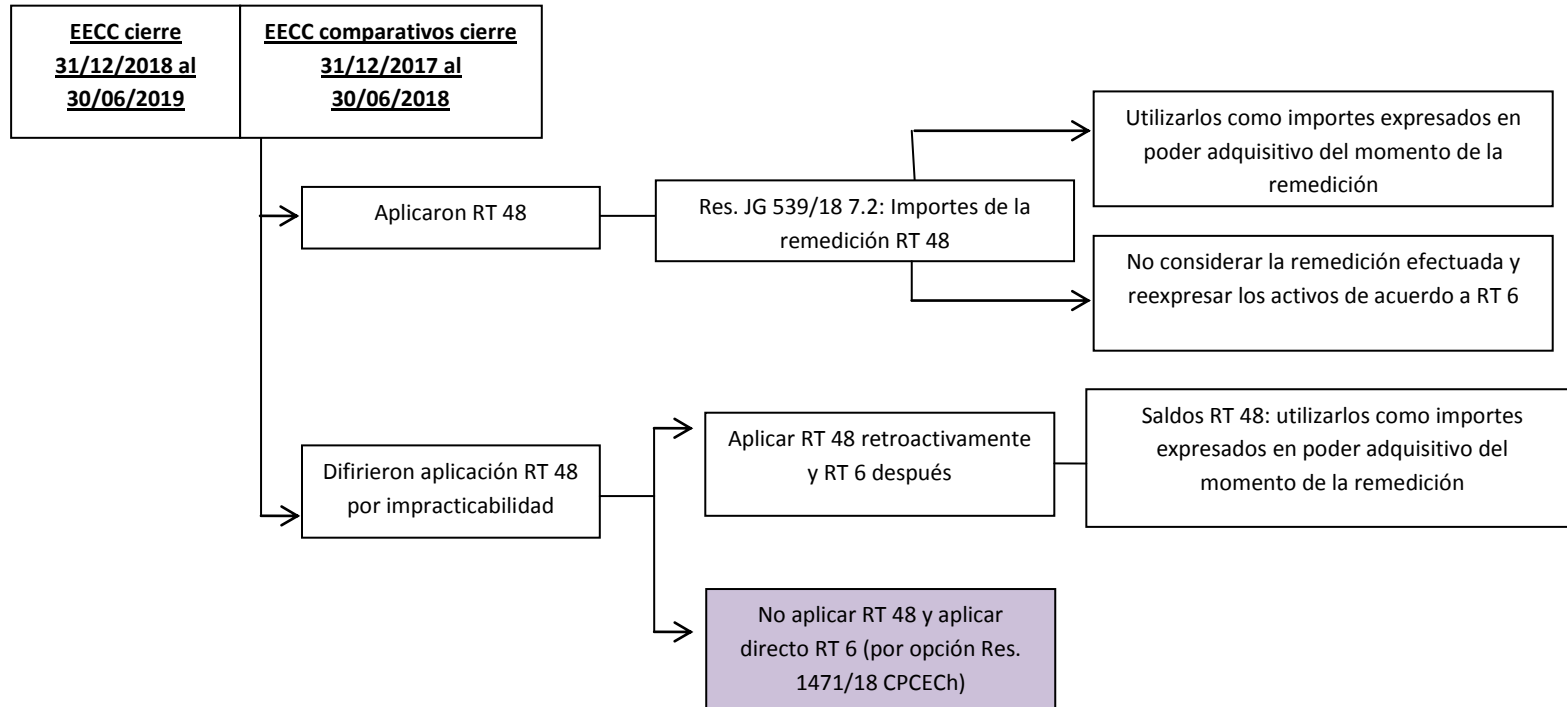 EECC cierre
31/12/2018 al
30/06/2019
EECC comparativos cierre
31/12/2017 al
30/06/2018
Aplicaron RT 48
Res. JG 539/18 7.2: Importes de la
remedición RT 48
Utilizarlos como importes expresados en
poder adquisitivo del momento de la
remedición
No considerar la remedición efectuada y
reexpresar los activos de acuerdo a RT 6
Difirieron aplicación RT 48
por impracticabilidad
Aplicar RT 48 retroactivamente
y RT 6 después
Saldos RT 48: utilizarlos como importes
expresados en poder adquisitivo del
momento de la remedición
No aplicar RT 48 y aplicar
directo RT 6 (por opción Res.
1471/18 CPCECh)